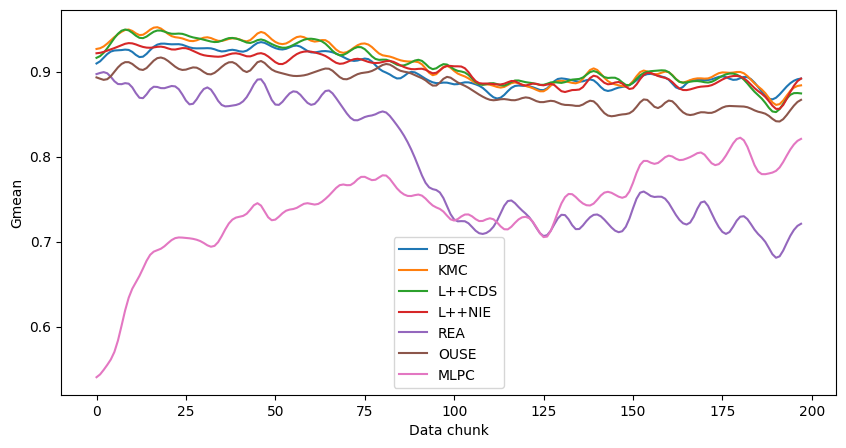 0.9
0.8
0.7
0.6
Gmean
DSE
KMC
L++CDS
L++NIE
REA
OUSE
MLPC
0 25 50 75 100 125 150 175 200
Data chunk